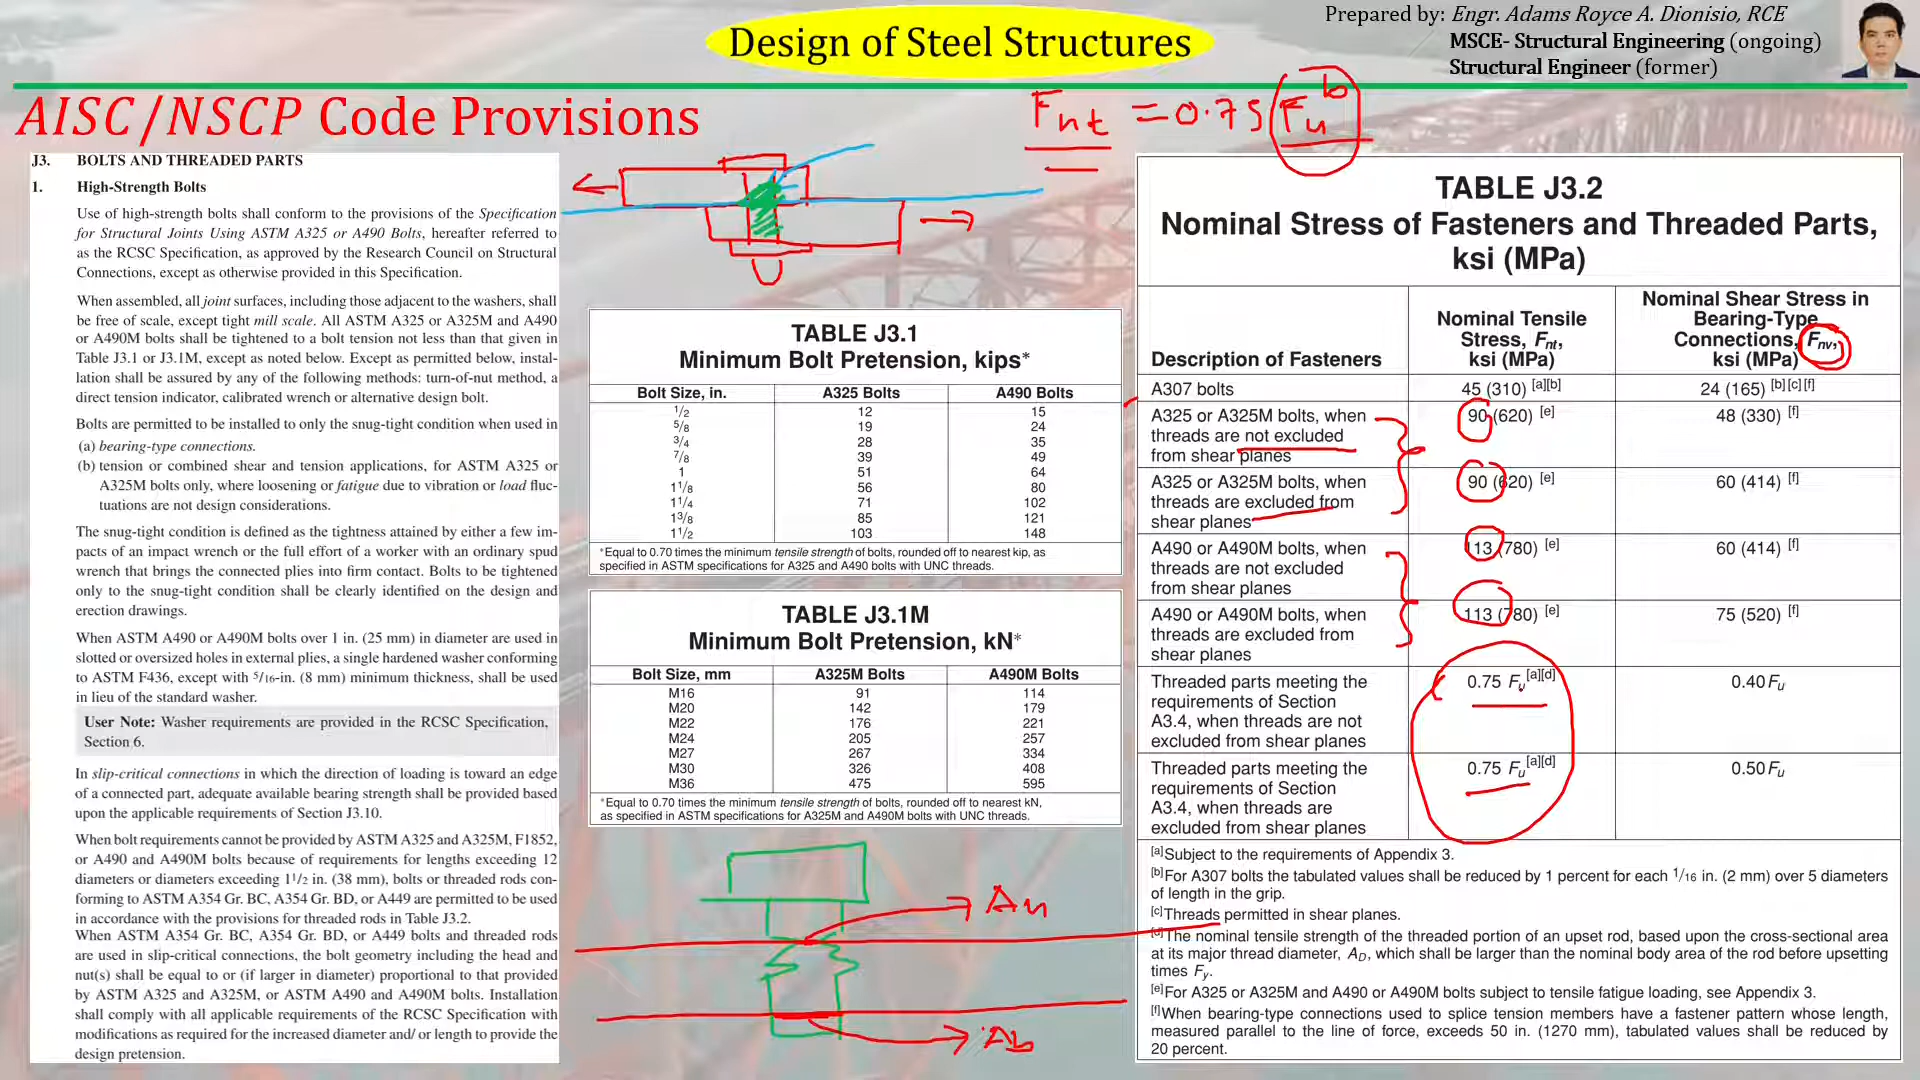 Design of Steel Structures
Prepared by: Engr. Adams Royce A. Dionisio, RCE
MSCE- Structural Engineering (ongoing)
Structural Engineer (former)
AISC/NSCP Code Provisions
Fnt = 0.75 Fu b
J3. BOLTS AND THREADED PARTS
1. High-Strength Bolts
Use of high-strength bolts shall conform to the provisions of the Specification
for Structural Joints Using ASTM A325 or A490 Bolts, hereafter referred to
as the RCSC Specification, as approved by the Research Council on Structural
Connections, except as otherwise provided in this Specification.
When assembled, all joint surfaces, including those adjacent to the washers, shall
be free of scale, except tight mill scale. All ASTM A325 or A325M and A490
or A490M bolts shall be tightened to a bolt tension not less than that given in
Table J3.1 or J3.1M, except as noted below. Except as permitted below, instal-
lation shall be assured by any of the following methods: turn-of-nut method, a
direct tension indicator, calibrated wrench or alternative design bolt.
Bolts are permitted to be installed to only the snug-tight condition when used in
(a) bearing-type connections.
(b) tension or combined shear and tension applications, for ASTM A325 or
A325M bolts only, where loosening or fatigue due to vibration or load fluc-
tuations are not design considerations.
The snug-tight condition is defined as the tightness attained by either a few im-
pacts of an impact wrench or the full effort of a worker with an ordinary spud
wrench that brings the connected plies into firm contact. Bolts to be tightened
only to the snug-tight condition shall be clearly identified on the design and
erection drawings.
When ASTM A490 or A490M bolts over 1 in. (25 mm) in diameter are used in
slotted or oversized holes in external plies, a single hardened washer conforming
to ASTM F436, except with 5/16-in. (8 mm) minimum thickness, shall be used
in lieu of the standard washer.
User Note: Washer requirements are provided in the RCSC Specification,
Section 6.
In slip-critical connections in which the direction of loading is toward an edge
of a connected part, adequate available bearing strength shall be provided based
upon the applicable requirements of Section J3.10.
When bolt requirements cannot be provided by ASTM A325 and A325M, F1852,
or A490 and A490M bolts because of requirements for lengths exceeding 12
diameters or diameters exceeding 11/2 in. (38 mm), bolts or threaded rods con-
forming to ASTM A354 Gr. BC, A354 Gr. BD, or A449 are permitted to be used
in accordance with the provisions for threaded rods in Table J3.2.
When ASTM A354 Gr. BC, A354 Gr. BD, or A449 bolts and threaded rods
are used in slip-critical connections, the bolt geometry including the head and
nut(s) shall be equal to or (if larger in diameter) proportional to that provided
by ASTM A325 and A325M, or ASTM A490 and A490M bolts. Installation
shall comply with all applicable requirements of the RCSC Specification with
modifications as required for the increased diameter and/ or length to provide the
design pretension.
TABLE J3.1
Minimum Bolt Pretension, kips*
Bolt Size, in. A325 Bolts A490 Bolts
1/2 12 15
5/8 19 24
3/4 28 35
7/8 39 49
1 51 64
11/8 56 80
11/4 71 102
13/8 85 121
11/2 103 148
*Equal to 0.70 times the minimum tensile strength of bolts, rounded off to nearest kip, as
specified in ASTM specifications for A325 and A490 bolts with UNC threads.
TABLE J3.1M
Minimum Bolt Pretension, kN*
Bolt Size, mm A325M Bolts A490M Bolts
M16 91 114
M20 142 179
M22 176 221
M24 205 257
M27 267 334
M30 326 408
M36 475 595
*Equal to 0.70 times the minimum tensile strength of bolts, rounded off to nearest kN,
as specified in ASTM specifications for A325M and A490M bolts with UNC threads.
An
Ab
TABLE J3.2
Nominal Stress of Fasteners and Threaded Parts,
ksi (MPa)
Description of Fasteners
Nominal Tensile
Stress, Fnt,
ksi (MPa)
Nominal Shear Stress in
Bearing-Type
Connections, Fnv,
ksi (MPa)
A307 bolts 45 (310) [a][b] 24 (165) [b][c][f]
A325 or A325M bolts, when 90 (620) [e] 48 (330) [f]
threads are not excluded
from shear planes
A325 or A325M bolts, when 90 (620) [e] 60 (414) [f]
threads are excluded from
shear planes
A490 or A490M bolts, when 113 (780) [e] 60 (414) [f]
threads are not excluded
from shear planes
A490 or A490M bolts, when 113 (780) [e] 75 (520) [f]
threads are excluded from
shear planes
Threaded parts meeting the 0.75 Fu [a][d] 0.40Fu
requirements of Section
A3.4, when threads are not
excluded from shear planes
Threaded parts meeting the 0.75 Fu [a][d] 0.50Fu
requirements of Section
A3.4, when threads are
excluded from shear planes
[a]Subject to the requirements of Appendix 3.
[b]For A307 bolts the tabulated values shall be reduced by 1 percent for each 1/16 in. (2 mm) over 5 diameters
of length in the grip.
[c]Threads permitted in shear planes.
[d]The nominal tensile strength of the threaded portion of an upset rod, based upon the cross-sectional area
at its major thread diameter, AD, which shall be larger than the nominal body area of the rod before upsetting
times Fy.
[e]For A325 or A325M and A490 or A490M bolts subject to tensile fatigue loading, see Appendix 3.
[f]When bearing-type connections used to splice tension members have a fastener pattern whose length,
measured parallel to the line of force, exceeds 50 in. (1270 mm), tabulated values shall be reduced by
20 percent.